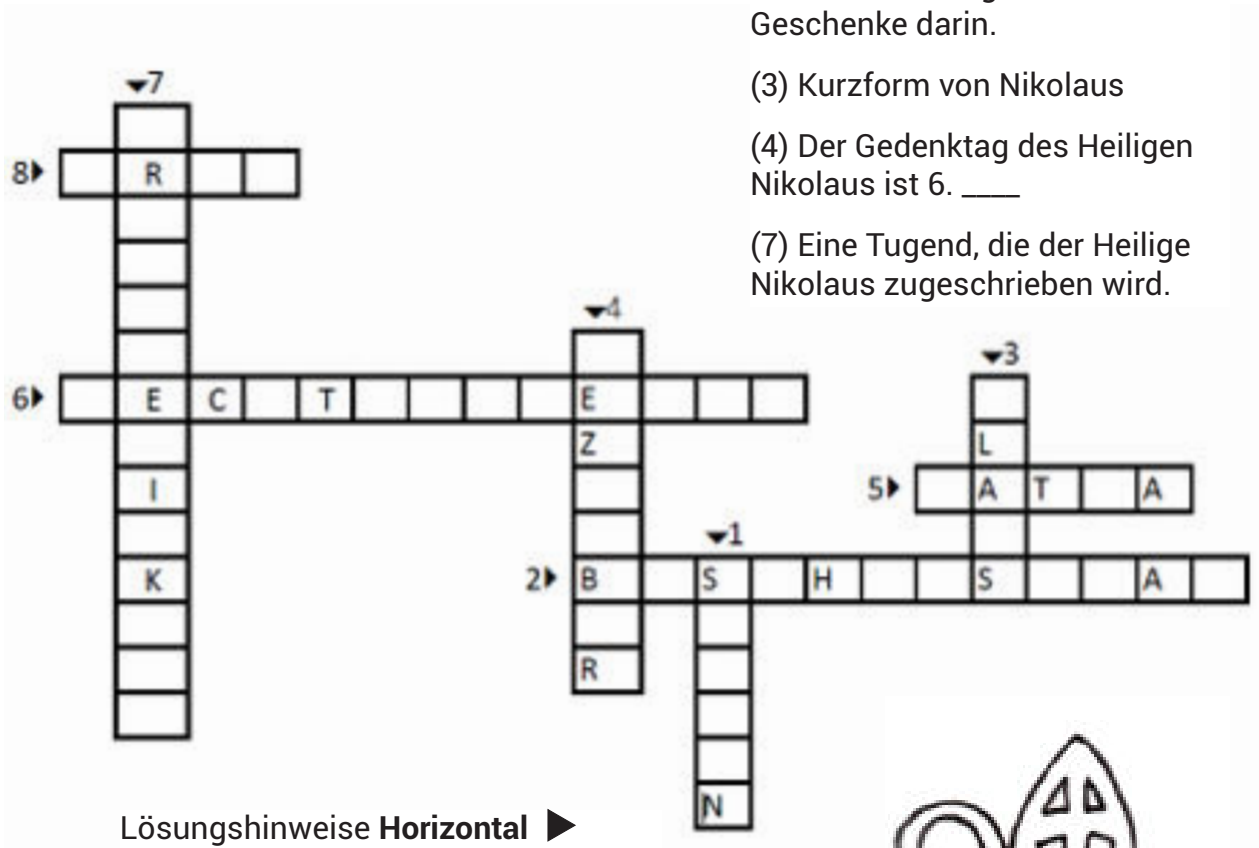 Geschenke darin.
(3) Kurzform von Nikolaus
(4) Der Gedenktag des Heiligen
Nikolaus ist 6. ____
(7) Eine Tugend, die der Heilige
Nikolaus zugeschrieben wird.
7
8 R
4
3
6 E C T E
Z
L
I
5 A T A
1
K
2 B S H S A
R
N
Lösungshinweise Horizontal